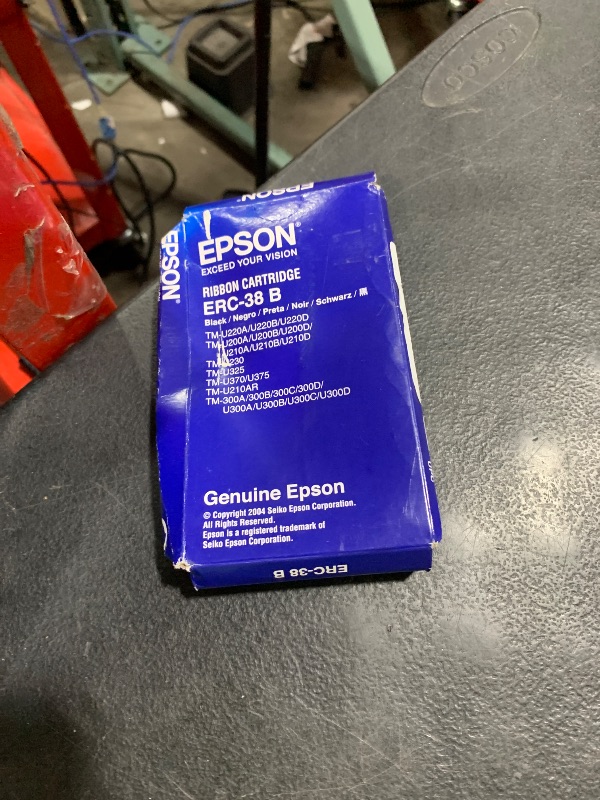 COSCO
EPSON
EPSON
EPSON®
EXCEED YOUR VISION
RIBBON CARTRIDGE
ERC-38 B
Black / Negro / Preta / Noir / Schwarz / 黒
TM-U220A/U220B/U220D
TM-U200A/U200B/U200D/
U210A/U210B/U210D
TM-U230
TM-U325
TM-U370/U375
TM-U210AR
TM-300A/300B/300C/300D/
U300A/U300B/U300C/U300D
Genuine Epson
© Copyright 2004 Seiko Epson Corporation.
All Rights Reserved.
Epson is a registered trademark of
Seiko Epson Corporation.
ERC-38 B